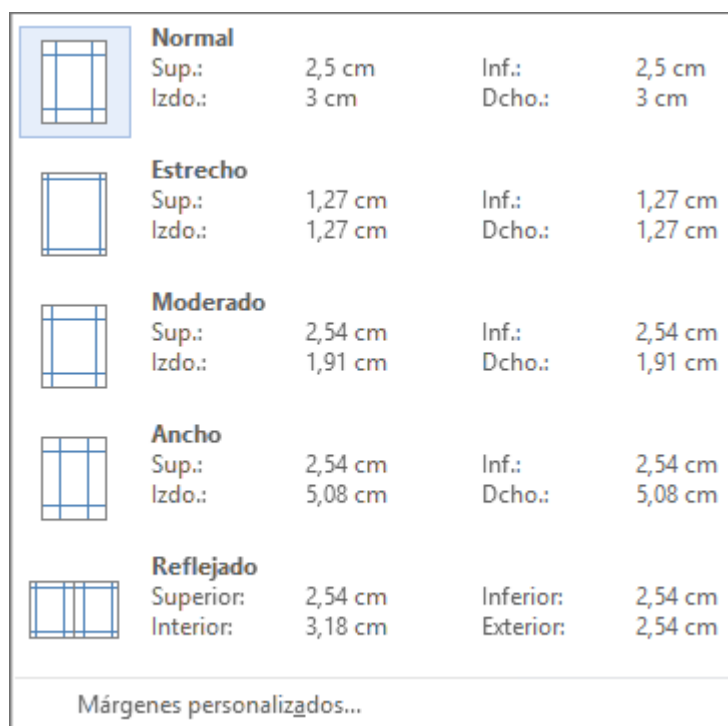 Normal
Sup.: 2,5 cm Inf.: 2,5 cm
Izdo.: 3 cm Dcho.: 3 cm
Estrecho
Sup.: 1,27 cm Inf.: 1,27 cm
Izdo.: 1,27 cm Dcho.: 1,27 cm
Moderado
Sup.: 2,54 cm Inf.: 2,54 cm
Izdo.: 1,91 cm Dcho.: 1,91 cm
Ancho
Sup.: 2,54 cm Inf.: 2,54 cm
Izdo.: 5,08 cm Dcho.: 5,08 cm
Reflejado
Superior: 2,54 cm Inferior: 2,54 cm
Interior: 3,18 cm Exterior: 2,54 cm
Márgenes personalizados...